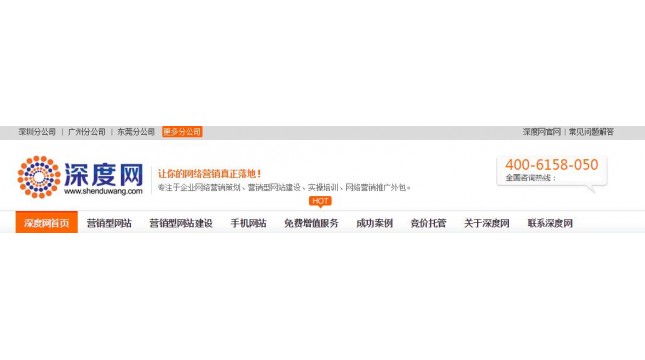 深圳分公司 | 广州分公司 | 东莞分公司 更多分公司 深度网官网 | 常见问题解答
深度网
www.shenduwang.com
让你的网络营销真正落地！
专注于企业网络营销策划、营销型网站建设、实操培训、网络营销推广外包。
400-6158-050
全国咨询热线：
HOT
深度网首页 营销型网站 营销型网站建设 手机网站 免费增值服务 成功案例 竞价托管 关于深度网 联系深度网